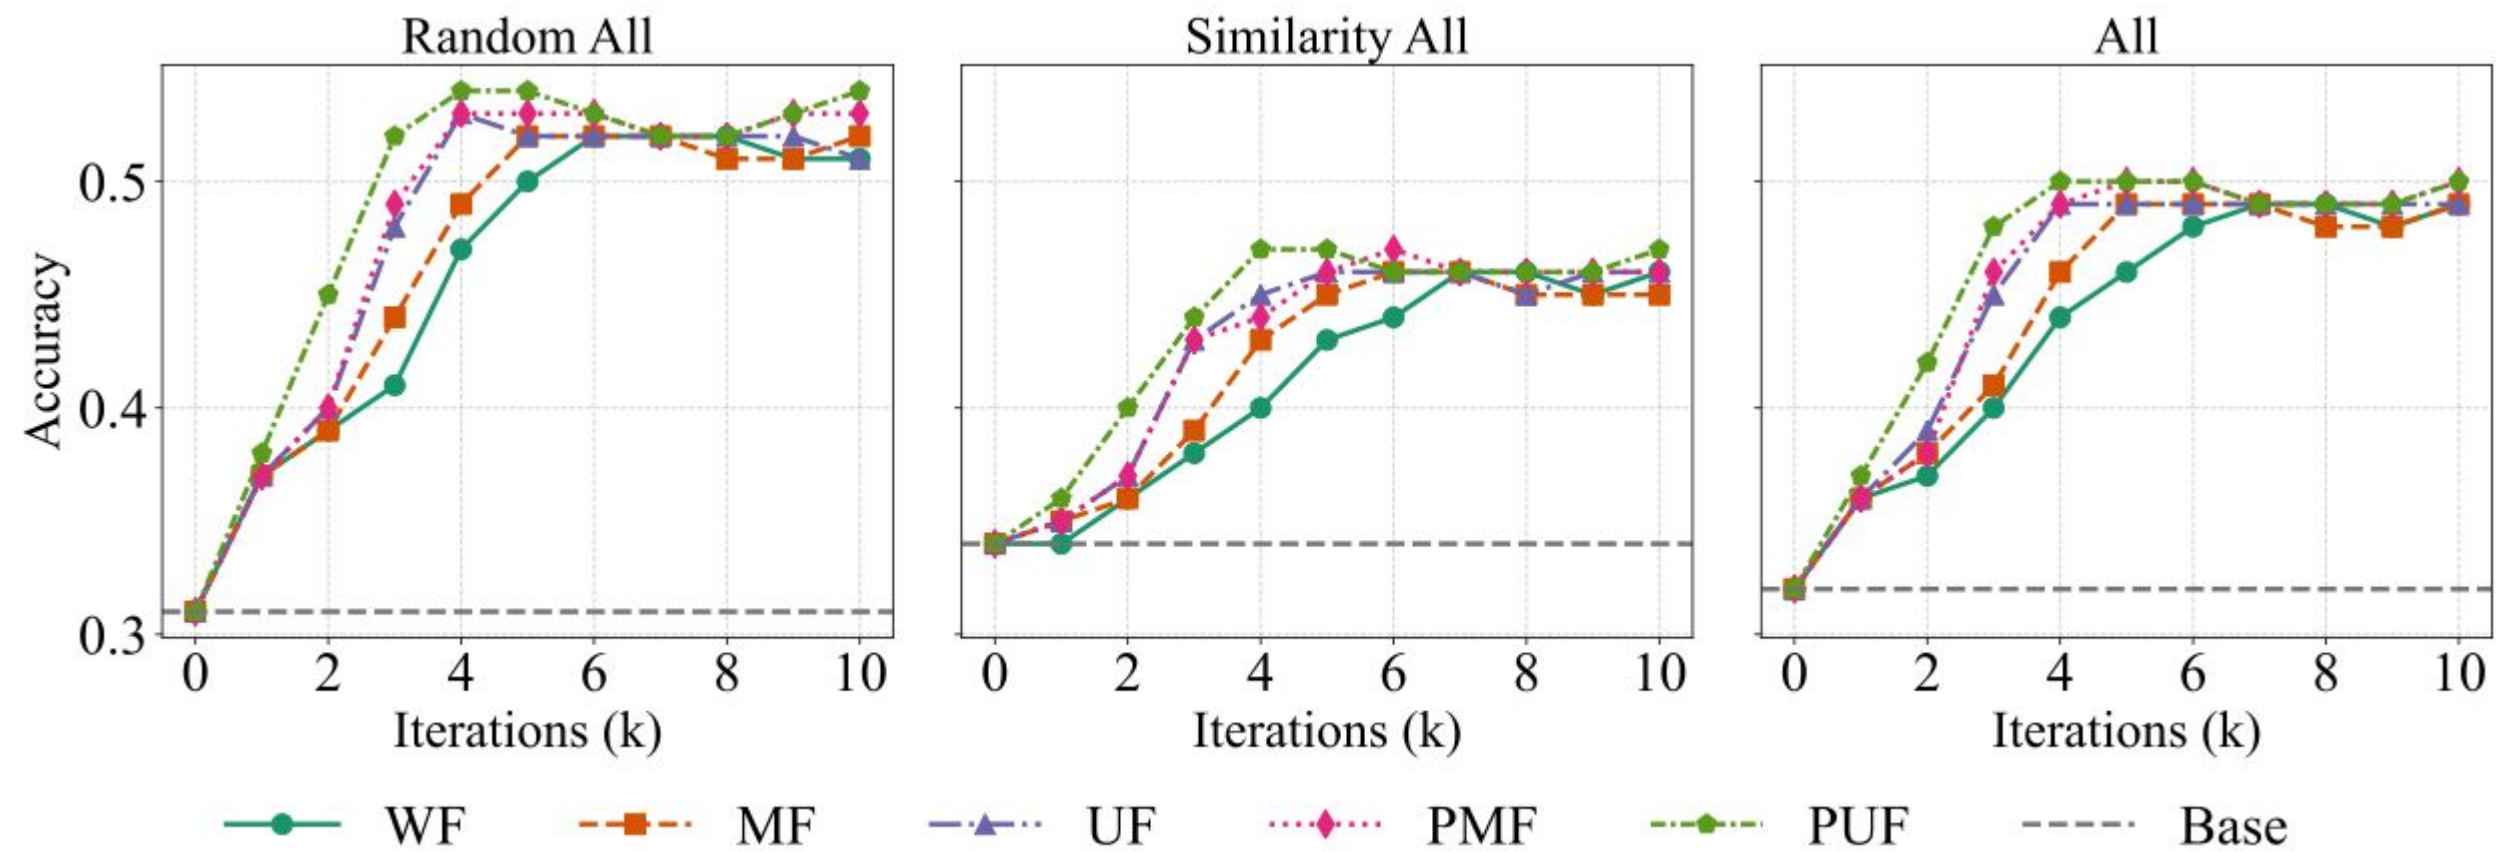 Random All
Similarity All
All
Accuracy
0.5
0.4
0.3
0 2 4 6 8 10
0 2 4 6 8 10
0 2 4 6 8 10
Iterations (k)
Iterations (k)
Iterations (k)
WF MF UF PMF PUF Base